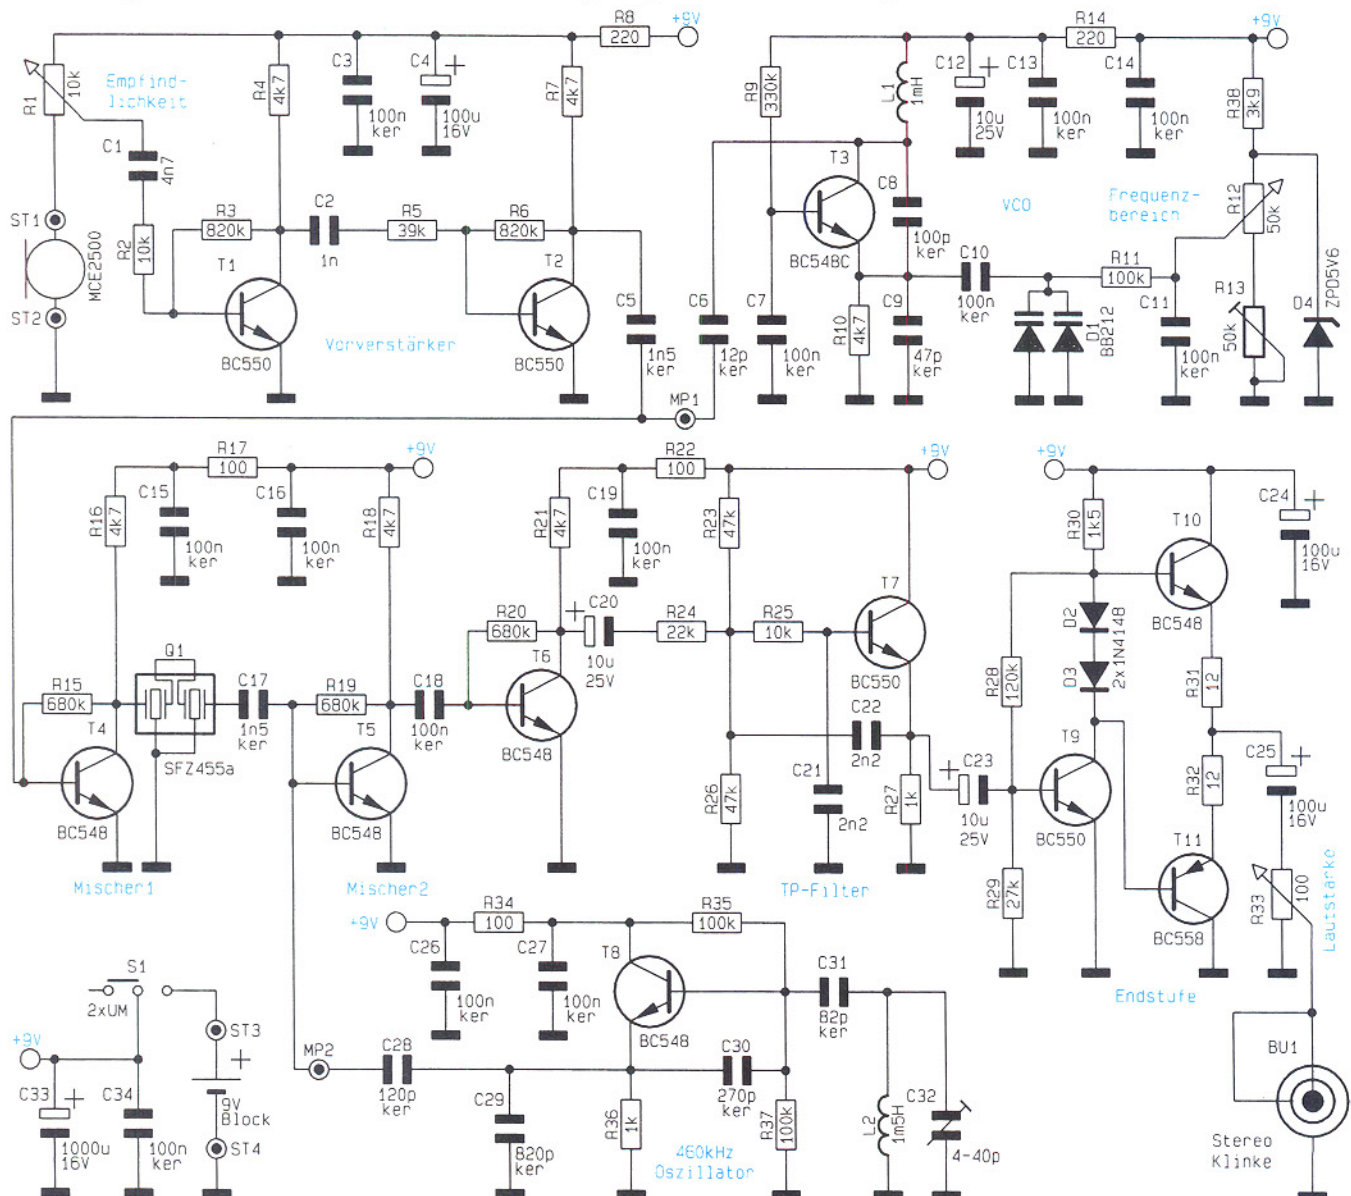 R8
220
+9V
R1
10k
Empfind-
lichkeit
R4
4k7
C3
100n
ker
C4
+
100u
16V
R7
4k7
C1
4n7
R2
10k
ST1
MCE2500
ST2
R3
820k
T1
BC550
C2
1n
R5
39k
R6
820k
T2
BC550
Vorverstärker
C5
1n5
ker
C6
12p
ker
MP1
R9
330k
L1
1mH
C12
+
10u
25V
C13
100n
ker
R14
220
C14
100n
ker
+9V
R38
3k9
T3
BC548C
C8
100p
ker
VCO
Frequenz-
bereich
R12
50k
C7
100n
ker
R10
4k7
C9
47p
ker
C10
100n
ker
D1
BB212
R11
100k
C11
100n
ker
R13
50k
D4
ZPD5V6
R17
100
+9V
C15
100n
ker
C16
100n
ker
R16
4k7
R18
4k7
R15
680k
T4
BC548
Q1
SFZ455a
C17
1n5
ker
R19
680k
T5
BC548
C18
100n
ker
Mischer1
Mischer2
R22
100
+9V
R21
4k7
C19
100n
ker
R23
47k
R20
680k
T6
BC548
+
C20
10u
25V
R24
22k
R25
10k
T7
BC550
C22
2n2
R26
47k
C21
2n2
R27
1k
TP-Filter
+
C23
10u
25V
+9V
R30
1k5
T10
BC548
C24
+
100u
16V
D2
D3
2x1N4148
R28
120k
T9
BC550
R29
27k
R31
12
R32
12
C25
+
100u
16V
T11
BC558
R33
100
Lautstärke
Endstufe
+9V
R34
100
R35
100k
C26
100n
ker
C27
100n
ker
T8
BC548
C31
82p
ker
MP2
C28
120p
ker
C29
820p
ker
R36
1k
C30
270p
ker
R37
100k
L2
1m5H
C32
4-40p
460kHz
Oszillator
S1
2xUM
ST3
+
9V
Block
ST4
+9V
C33
+
1000u
16V
C34
100n
ker
BU1
Stereo
Klinke